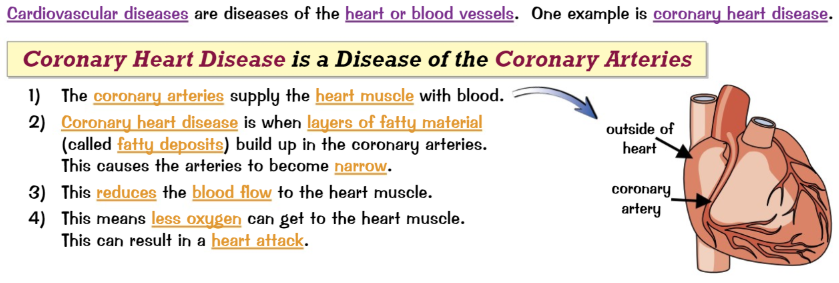 Cardiovascular diseases are diseases of the heart or blood vessels. One example is coronary heart disease.
Coronary Heart Disease is a Disease of the Coronary Arteries
1) The coronary arteries supply the heart muscle with blood.
2) Coronary heart disease is when layers of fatty material
(called fatty deposits) build up in the coronary arteries.
This causes the arteries to become narrow.
3) This reduces the blood flow to the heart muscle.
4) This means less oxygen can get to the heart muscle.
This can result in a heart attack.
outside of
heart
coronary
artery